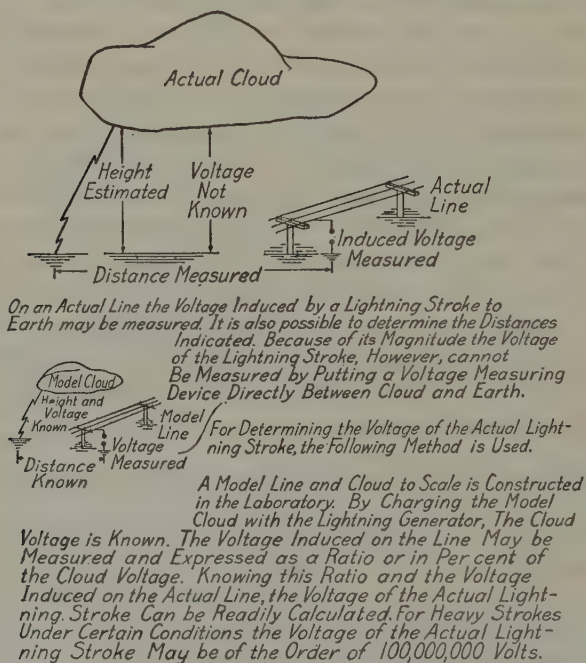 Actual Cloud
Height
Estimated
Voltage
Not
Known
Actual
Line
Induced Voltage
Measured
Distance Measured
On an Actual Line the Voltage Induced by a Lightning Stroke to
Earth may be measured. It is also possible to determine the Distances
Indicated. Because of its Magnitude the Voltage
of the Lightning Stroke, However, cannot
Be Measured by Putting a Voltage Measuring
Device Directly Between Cloud and Earth.
Model Cloud
Height and
Voltage
Known
Model
Line
Voltage
Measured
Distance
Known
For Determining the Voltage of the Actual Light-
ning Stroke, the Following Method is Used.
A Model Line and Cloud to Scale is Constructed
in the Laboratory. By Charging the Model
Cloud with the Lightning Generator, The Cloud
Voltage is Known. The Voltage Induced on the Line May be
Measured and Expressed as a Ratio or in Per cent of
the Cloud Voltage. Knowing this Ratio and the Voltage
Induced on the Actual Line, the Voltage of the Actual Light-
ning. Stroke Can be Readily Calculated. For Heavy Strokes
Under Certain Conditions the Voltage of the Actual Light-
ning Stroke May be of the Order of 100,000,000 Volts.